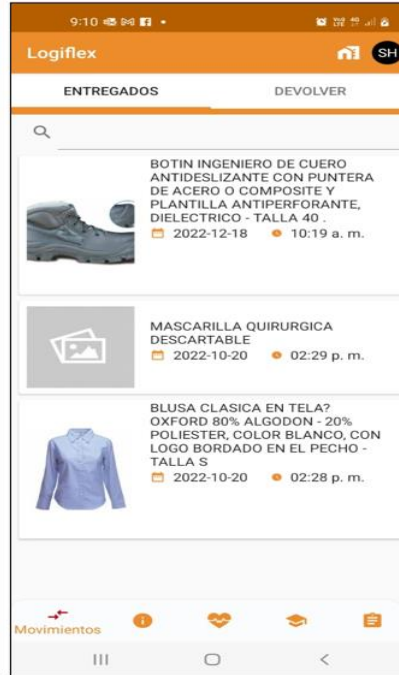 9:10
Logiflex
SH
ENTREGADOS DEVOLVER
BOTIN INGENIERO DE CUERO
ANTIDESLIZANTE CON PUNTERA
DE ACERO O COMPOSITE Y
PLANTILLA ANTIPERFORANTE,
DIELECTRICO - TALLA 40 .
2022-12-18 10:19 a. m.
MASCARILLA QUIRURGICA
DESCARTABLE
2022-10-20 02:29 p. m.
BLUSA CLASICA EN TELA?
OXFORD 80% ALGODON - 20%
POLIESTER, COLOR BLANCO, CON
LOGO BORDADO EN EL PECHO -
TALLA S
2022-10-20 02:28 p. m.
Movimientos